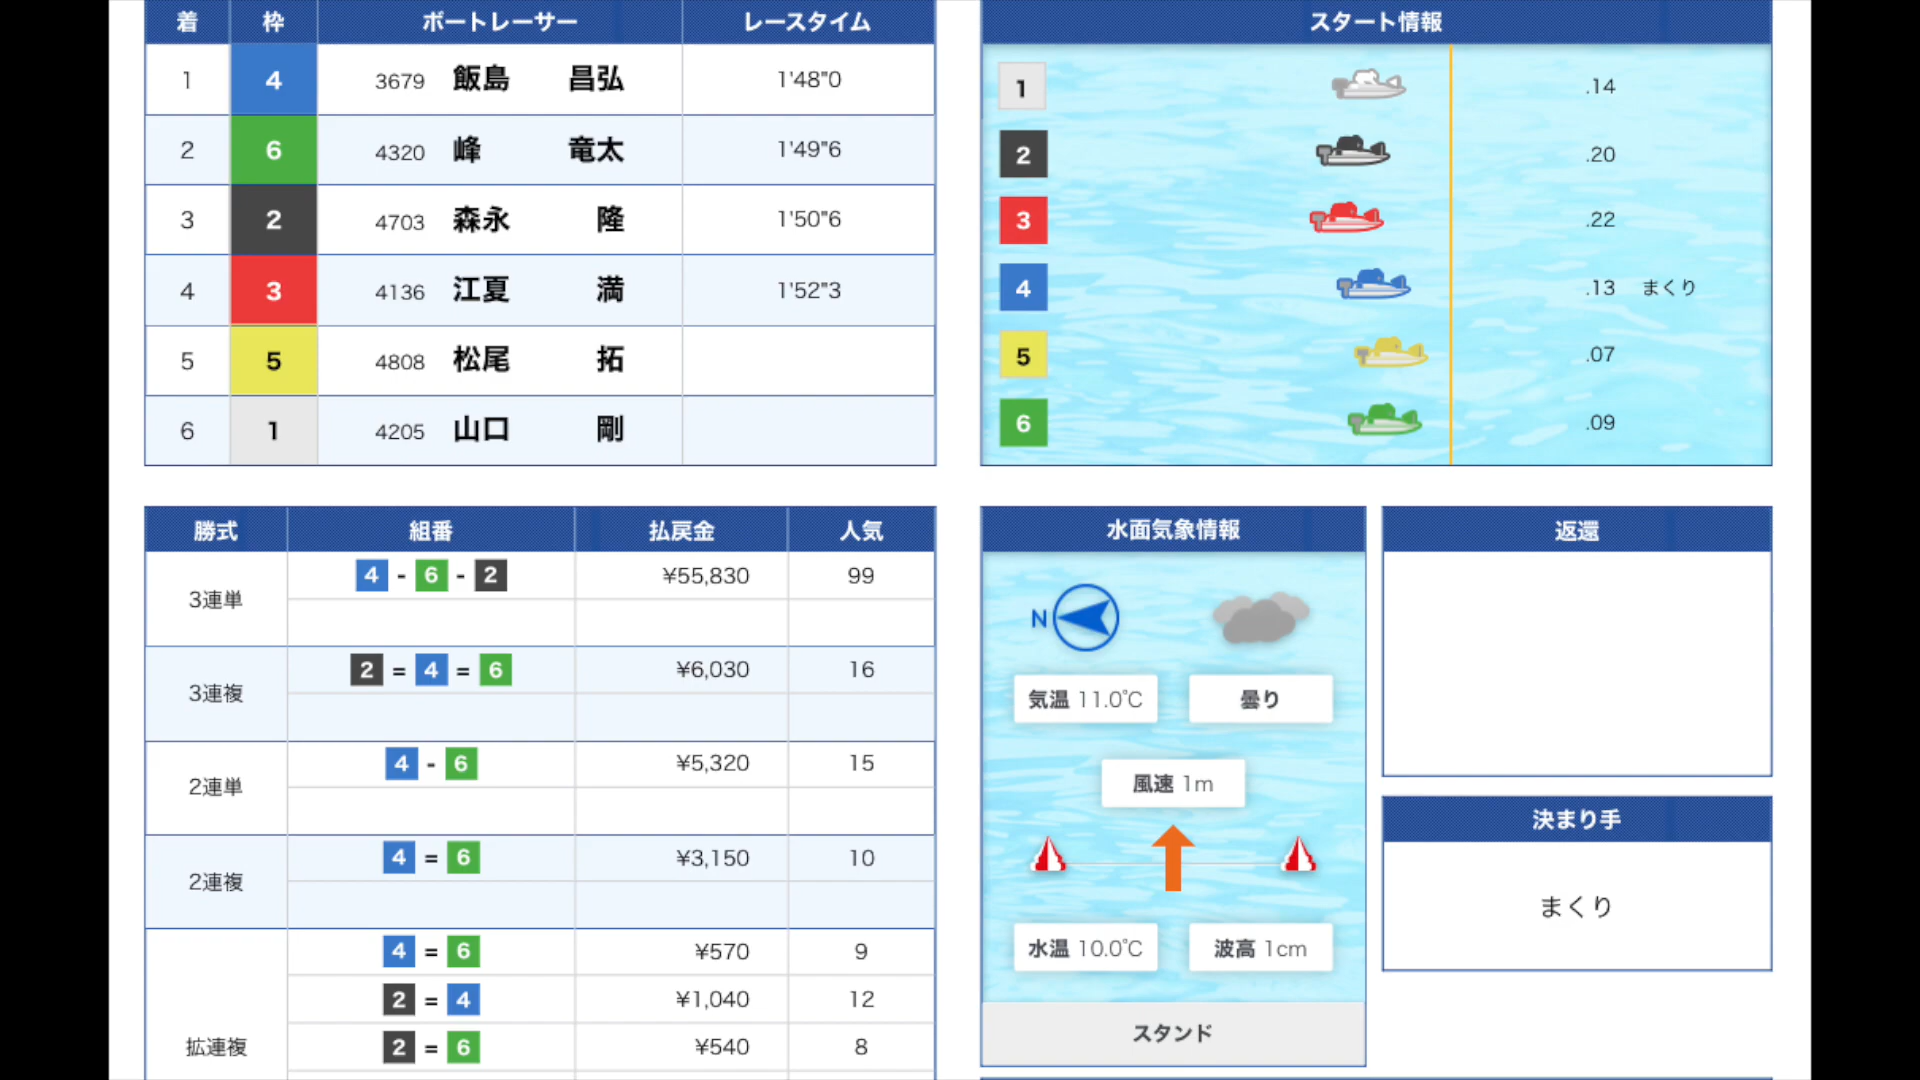 着 枠 ボートレーサー レースタイム
1 4 3679 飯島 昌弘 1'48"0
2 6 4320 峰 竜太 1'49"6
3 2 4703 森永 隆 1'50"6
4 3 4136 江夏 満 1'52"3
5 5 4808 松尾 拓
6 1 4205 山口 剛
スタート情報
1 .14
2 .20
3 .22
4 .13 まくり
5 .07
6 .09
勝式 組番 払戻金 人気
3連単 4 - 6 - 2 ¥55,830 99
3連複 2 = 4 = 6 ¥6,030 16
2連単 4 - 6 ¥5,320 15
2連複 4 = 6 ¥3,150 10
拡連複 4 = 6 ¥570 9
2 = 4 ¥1,040 12
2 = 6 ¥540 8
水面気象情報
N
気温 11.0℃ 曇り
風速 1m
水温 10.0℃ 波高 1cm
スタンド
返還
決まり手
まくり